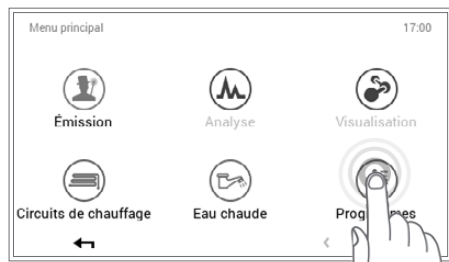 Menu principal 17:00
Émission Analyse Visualisation
Circuits de chauffage Eau chaude